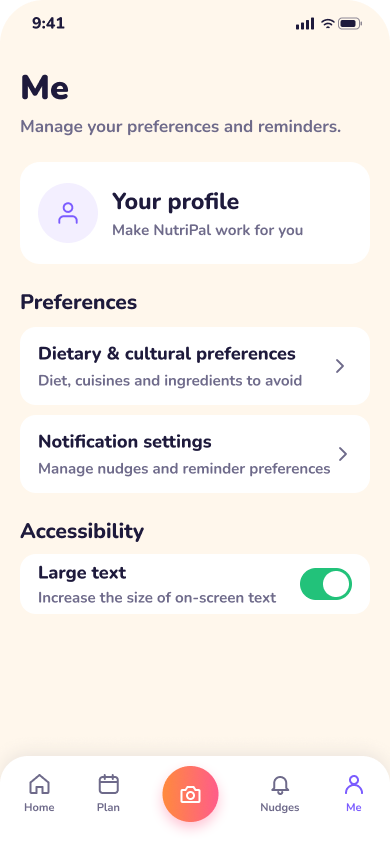 9:41
Me
Manage your preferences and reminders.
Your profile
Make NutriPal work for you
Preferences
Dietary & cultural preferences
Diet, cuisines and ingredients to avoid
Notification settings
Manage nudges and reminder preferences
Accessibility
Large text
Increase the size of on-screen text
Home
Plan
Nudges
Me